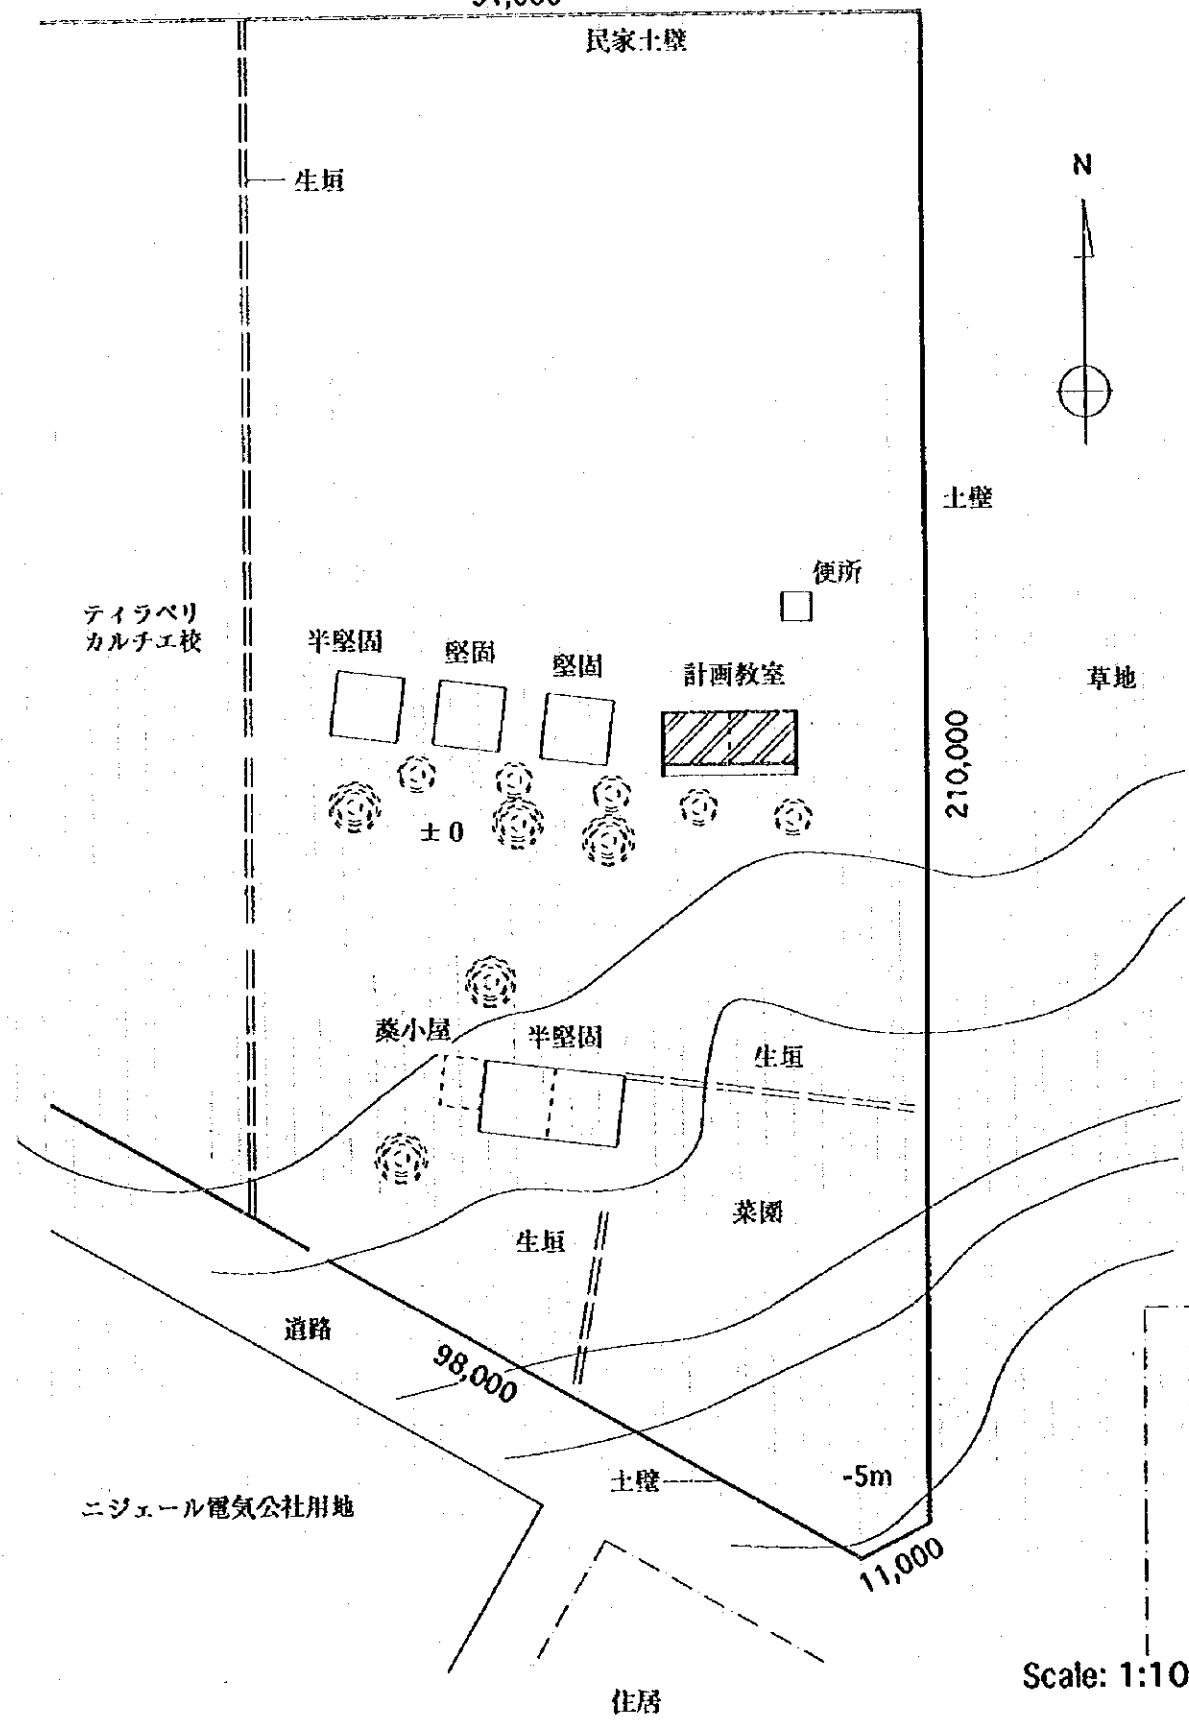 民家土壁
生垣
N
土壁
便所
ティラベリ
カルチエ校
半堅固
堅固
堅固
計画教室
草地
210,000
±0
藁小屋
半堅固
生垣
菜園
生垣
道路
98,000
土壁
-5m
ニジェール電気公社用地
11,000
Scale: 1:10
住居